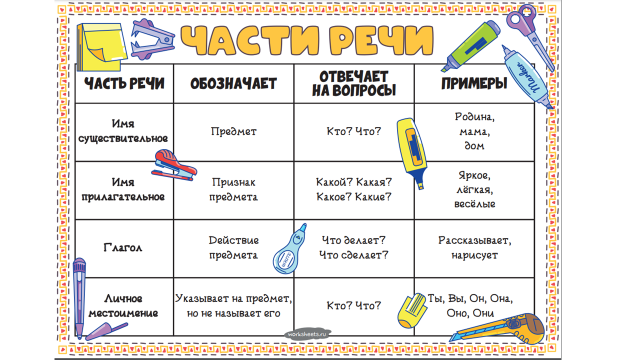 ЧАСТИ РЕЧИ
ЧАСТЬ РЕЧИ
ОБОЗНАЧАЕТ
ОТВЕЧАЕТ
НА ВОПРОСЫ
ПРИМЕРЫ
Имя
существительное
Предмет
Кто? Что?
Родина,
мама,
дом
Имя
прилагательное
Признак
предмета
Какой? Какая?
Какое? Какие?
Яркое,
лёгкая,
весёлые
Глагол
Действие
предмета
Что делает?
Что сделает?
Рассказывает,
нарисует
Личное
местоимение
Указывает на предмет,
но не называет его
Кто? Что?
Ты, Вы, Он, Она,
Оно, Они
Marker
worksheets.ru